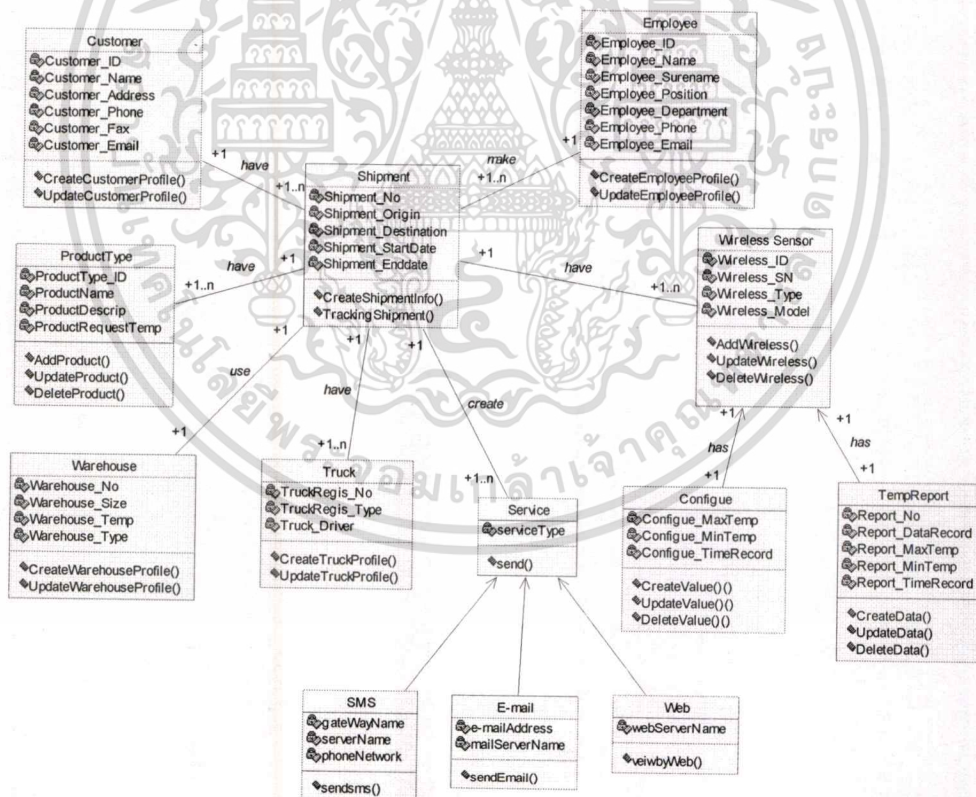 Customer
Customer_ID
Customer_Name
Customer_Address
Customer_Phone
Customer_Fax
Customer_Email
CreateCustomerProfile()
UpdateCustomerProfile()
Employee
Employee_ID
Employee_Name
Employee_Surename
Employee_Position
Employee_Department
Employee_Phone
Employee_Email
CreateEmployeeProfile()
UpdateEmployeeProfile()
+1
have
+1..n
make
+1
+1..n
Shipment
Shipment_No
Shipment_Origin
Shipment_Destination
Shipment_StartDate
Shipment_Enddate
CreateShipmentInfo()
TrackingShipment()
ProductType
ProductType_ID
ProductName
ProductDescrip
ProductRequestTemp
AddProduct()
UpdateProduct()
DeleteProduct()
have
+1
+1..n
+1
have
+1..n
Wireless Sensor
Wireless_ID
Wireless_SN
Wireless_Type
Wireless_Model
AddWireless()
UpdateWireless()
DeleteWireless()
+1
use
+1
+1
have
+1..n
+1
create
+1..n
+1
has
+1
+1
has
+1
Warehouse
Warehouse_No
Warehouse_Size
Warehouse_Temp
Warehouse_Type
CreateWarehouseProfile()
UpdateWarehouseProfile()
Truck
TruckRegis_No
TruckRegis_Type
Truck_Driver
CreateTruckProfile()
UpdateTruckProfile()
Service
serviceType
send()
Configue
Configue_MaxTemp
Configue_MinTemp
Configue_TimeRecord
CreateValue()()
UpdateValue()()
DeleteValue()()
TempReport
Report_No
Report_DataRecord
Report_MaxTemp
Report_MinTemp
Report_TimeRecord
CreateData()
UpdateData()
DeleteData()
SMS
gateWayName
serverName
phoneNetwork
sendsms()
E-mail
e-mailAddress
mailServerName
sendEmail()
Web
webServerName
veiwbyWeb()